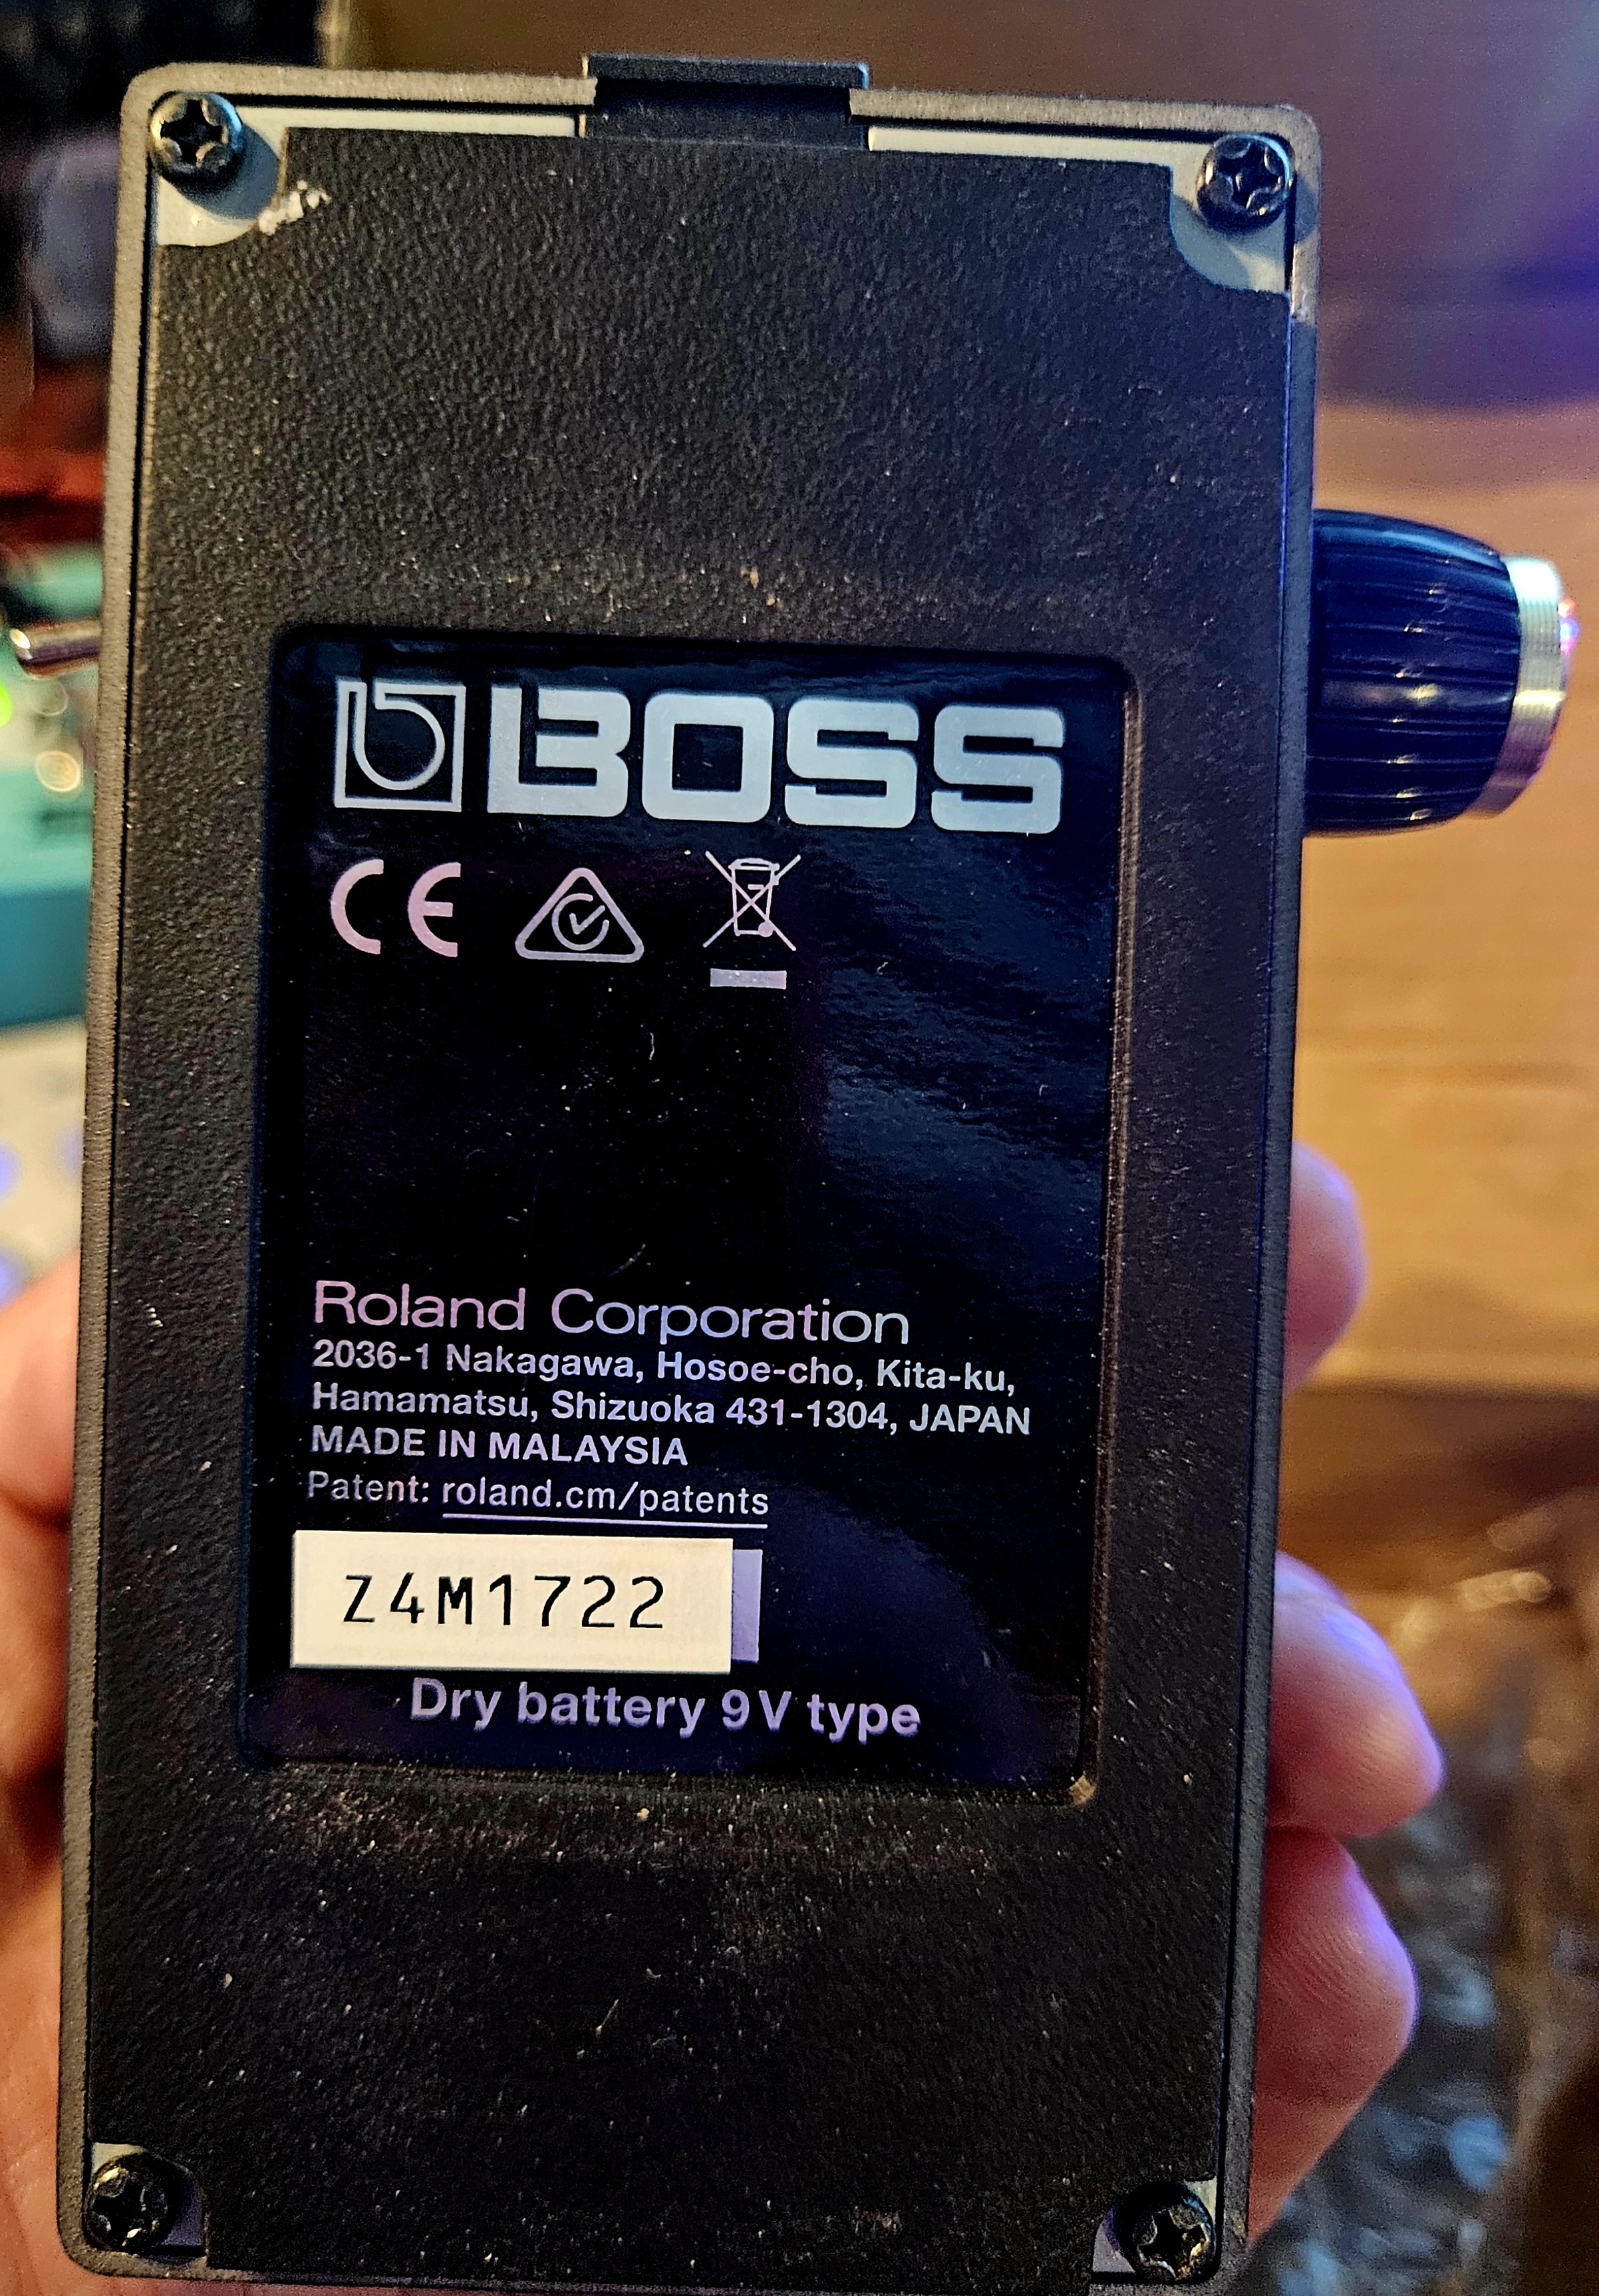 BOSS
CE
Roland Corporation
2036-1 Nakagawa, Hosoe-cho, Kita-ku,
Hamamatsu, Shizuoka 431-1304, JAPAN
MADE IN MALAYSIA
Patent: roland.cm/patents
Z4M1722
Dry battery 9V type